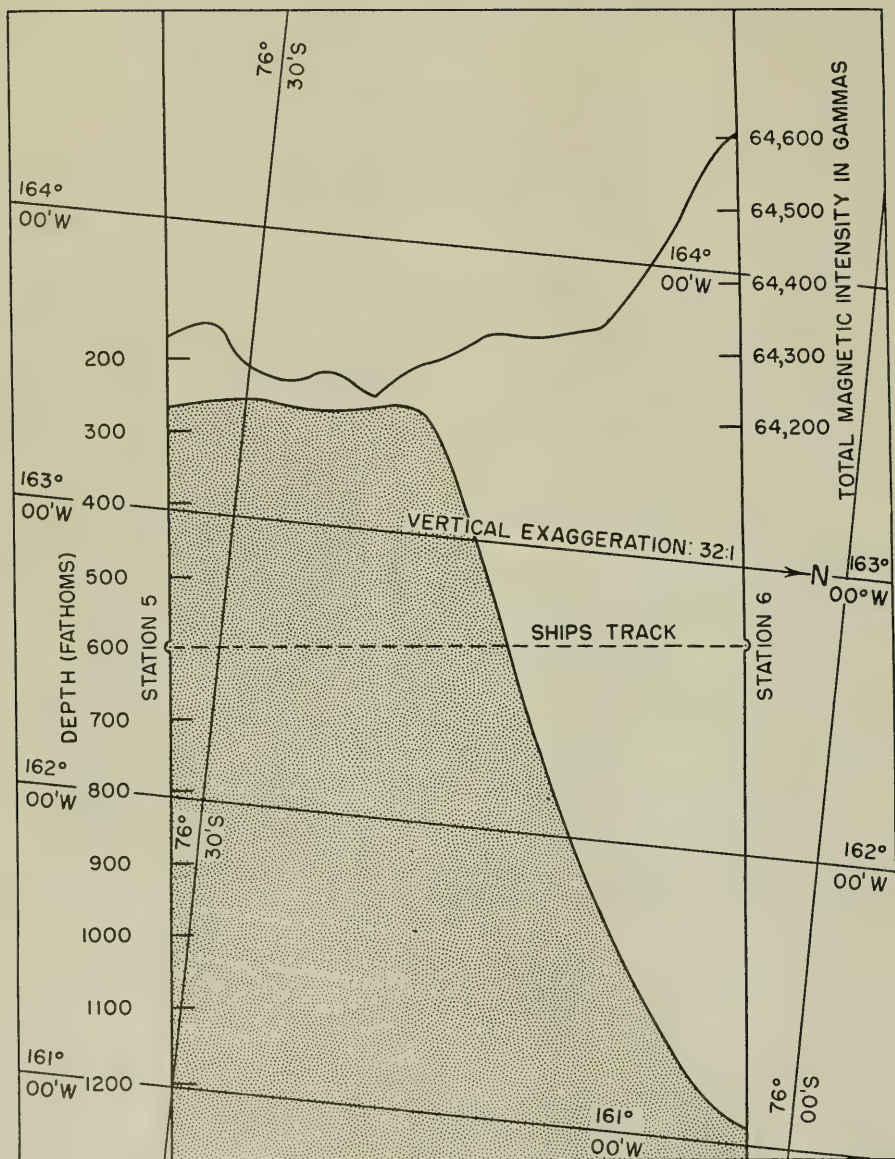 76°
30'S
TOTAL MAGNETIC INTENSITY IN GAMMAS
64,600
164°
00'W
64,500
164°
00'W
64,400
200
64,300
300
64,200
163°
00'W
400
VERTICAL EXAGGERATION: 32:1
N
163°
00°W
DEPTH (FATHOMS)
500
STATION 5
600
SHIPS TRACK
STATION 6
700
162°
00'W
800
76°
30'S
900
162°
00'W
1000
1100
161°
00'W
1200
161°
00'W
76°
00'S